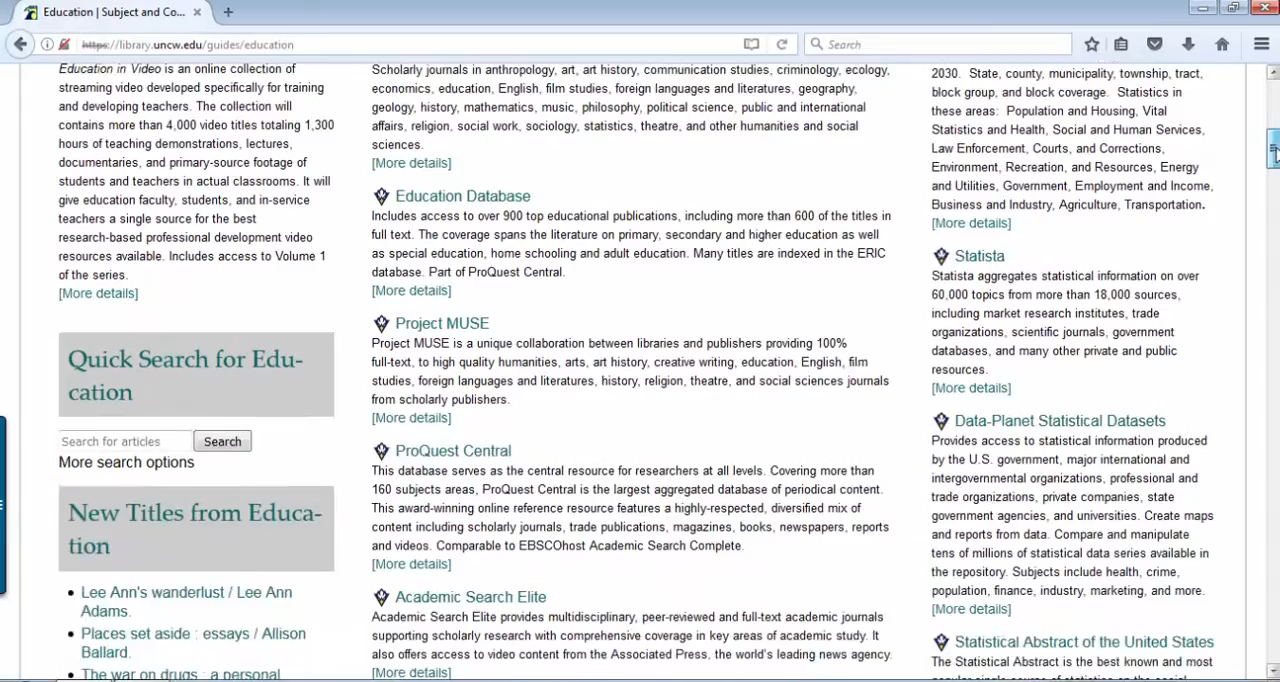 Education | Subject and Co...
https://library.uncw.edu/guides/education
Search
Education in Video is an online collection of
streaming video developed specifically for training
and developing teachers. The collection will
contains more than 4,000 video titles totaling 1,300
hours of teaching demonstrations, lectures,
documentaries, and primary-source footage of
students and teachers in actual classrooms. It will
give education faculty, students, and in-service
teachers a single source for the best
research-based professional development video
resources available. Includes access to Volume 1
of the series.
[More details]
Quick Search for Edu-
cation
Search for articles
Search
More search options
New Titles from Educa-
tion
Lee Ann's wanderlust / Lee Ann
Adams.
Places set aside : essays / Allison
Ballard.
The war on drugs : a personal
Scholarly journals in anthropology, art, art history, communication studies, criminology, ecology,
economics, education, English, film studies, foreign languages and literatures, geography,
geology, history, mathematics, music, philosophy, political science, public and international
affairs, religion, social work, sociology, statistics, theatre, and other humanities and social
sciences.
[More details]
Education Database
Includes access to over 900 top educational publications, including more than 600 of the titles in
full text. The coverage spans the literature on primary, secondary and higher education as well
as special education, home schooling and adult education. Many titles are indexed in the ERIC
database. Part of ProQuest Central.
[More details]
Project MUSE
Project MUSE is a unique collaboration between libraries and publishers providing 100%
full-text, to high quality humanities, arts, art history, creative writing, education, English, film
studies, foreign languages and literatures, history, religion, theatre, and social sciences journals
from scholarly publishers.
[More details]
ProQuest Central
This database serves as the central resource for researchers at all levels. Covering more than
160 subjects areas, ProQuest Central is the largest aggregated database of periodical content.
This award-winning online reference resource features a highly-respected, diversified mix of
content including scholarly journals, trade publications, magazines, books, newspapers, reports
and videos. Comparable to EBSCOhost Academic Search Complete.
[More details]
Academic Search Elite
Academic Search Elite provides multidisciplinary, peer-reviewed and full-text academic journals
supporting scholarly research with comprehensive coverage in key areas of academic study. It
also offers access to video content from the Associated Press, the world's leading news agency.
[More details]
2030. State, county, municipality, township, tract,
block group, and block coverage. Statistics in
these areas: Population and Housing, Vital
Statistics and Health, Social and Human Services,
Law Enforcement, Courts, and Corrections,
Environment, Recreation, and Resources, Energy
and Utilities, Government, Employment and Income,
Business and Industry, Agriculture, Transportation.
[More details]
Statista
Statista aggregates statistical information on over
60,000 topics from more than 18,000 sources,
including market research institutes, trade
organizations, scientific journals, government
databases, and many other private and public
resources.
[More details]
Data-Planet Statistical Datasets
Provides access to statistical information produced
by the U.S. government, major international and
intergovernmental organizations, professional and
trade organizations, private companies, state
government agencies, and universities. Create maps
and reports from data. Compare and manipulate
tens of millions of statistical data series available in
the repository. Subjects include health, crime,
population, finance, industry, marketing, and more.
[More details]
Statistical Abstract of the United States
The Statistical Abstract is the best known and most